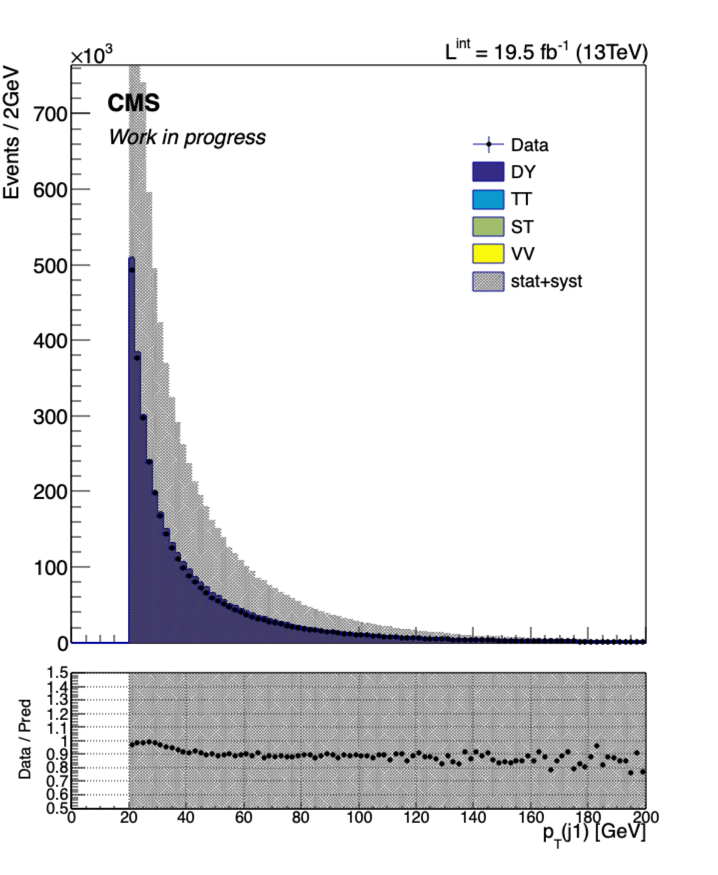 ×10³
L^int = 19.5 fb⁻¹ (13TeV)
Events / 2GeV
CMS
Work in progress
Data
DY
TT
ST
VV
stat+syst
700
600
500
400
300
200
100
0
Data / Pred
1.5
1.4
1.3
1.2
1.1
1
0.9
0.8
0.7
0.6
0.5
0 20 40 60 80 100 120 140 160 180 200
p_T(j1) [GeV]